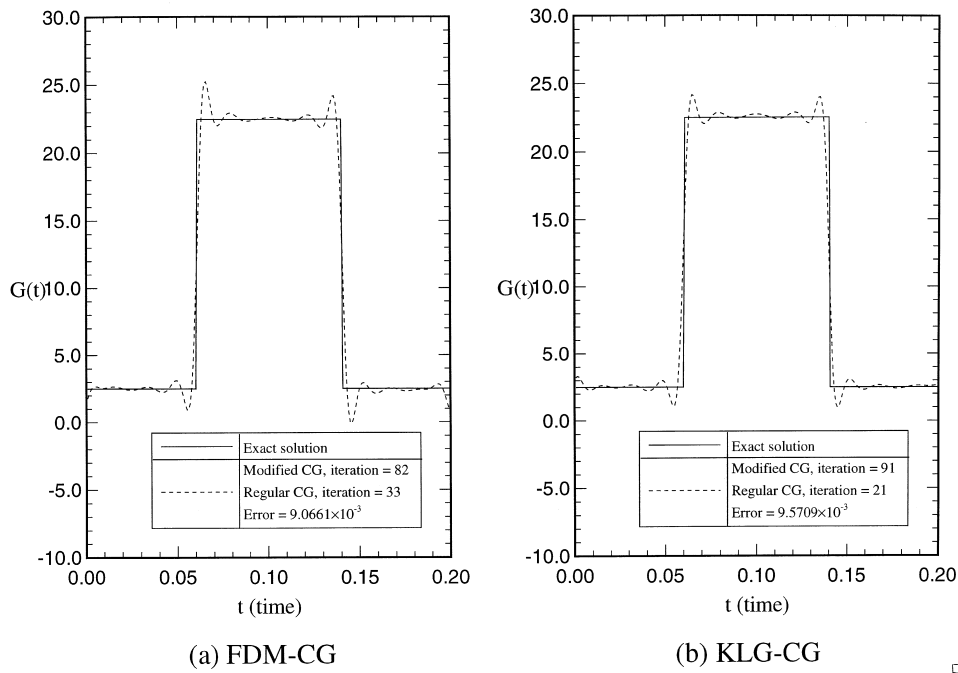 30.0
25.0
20.0
15.0
G(t)10.0
5.0
0.0
-5.0
-10.0
0.00 0.05 0.10 0.15 0.20
t (time)
Exact solution
Modified CG, iteration = 82
Regular CG, iteration = 33
Error = 9.0661×10⁻³
(a) FDM-CG
30.0
25.0
20.0
15.0
G(t)10.0
5.0
0.0
-5.0
-10.0
0.00 0.05 0.10 0.15 0.20
t (time)
Exact solution
Modified CG, iteration = 91
Regular CG, iteration = 21
Error = 9.5709×10⁻³
(b) KLG-CG